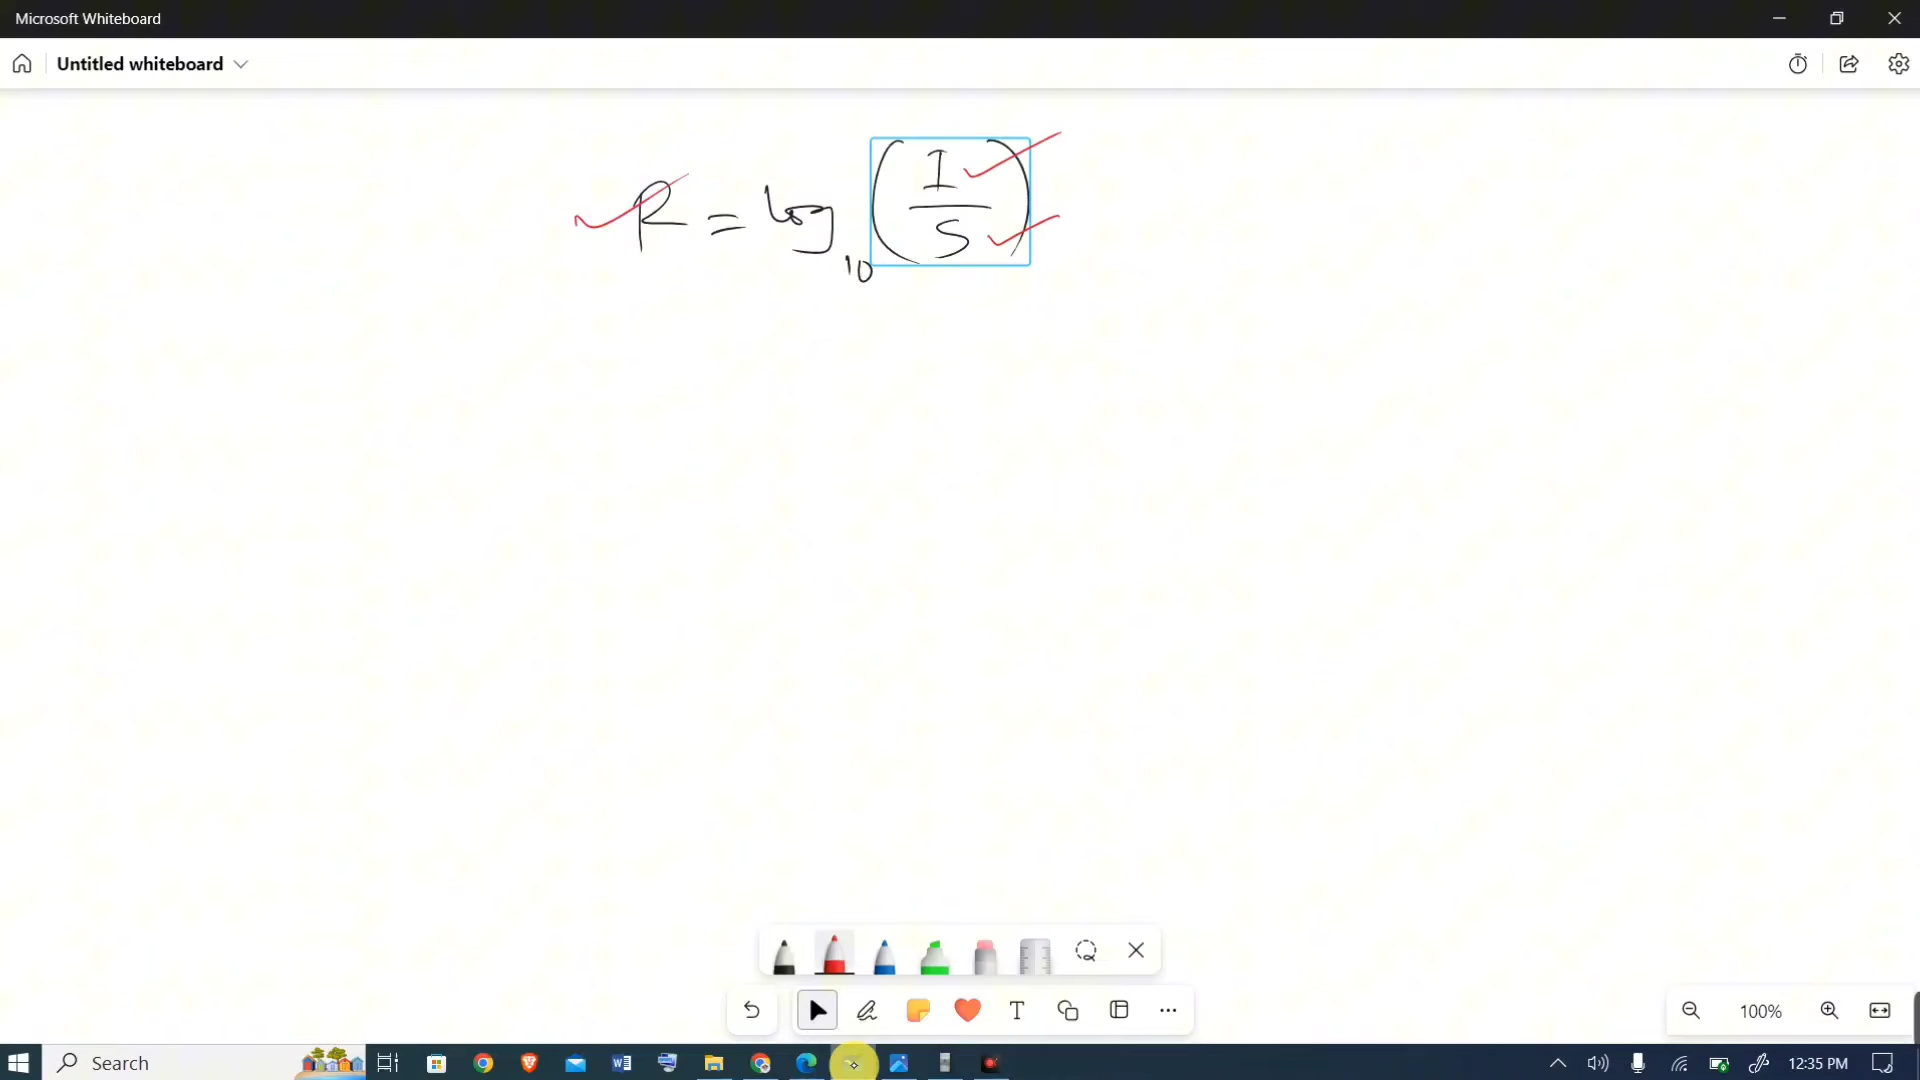 Microsoft Whiteboard
Untitled whiteboard
R = log₁₀ (I/S)
100%
Search
12:35 PM